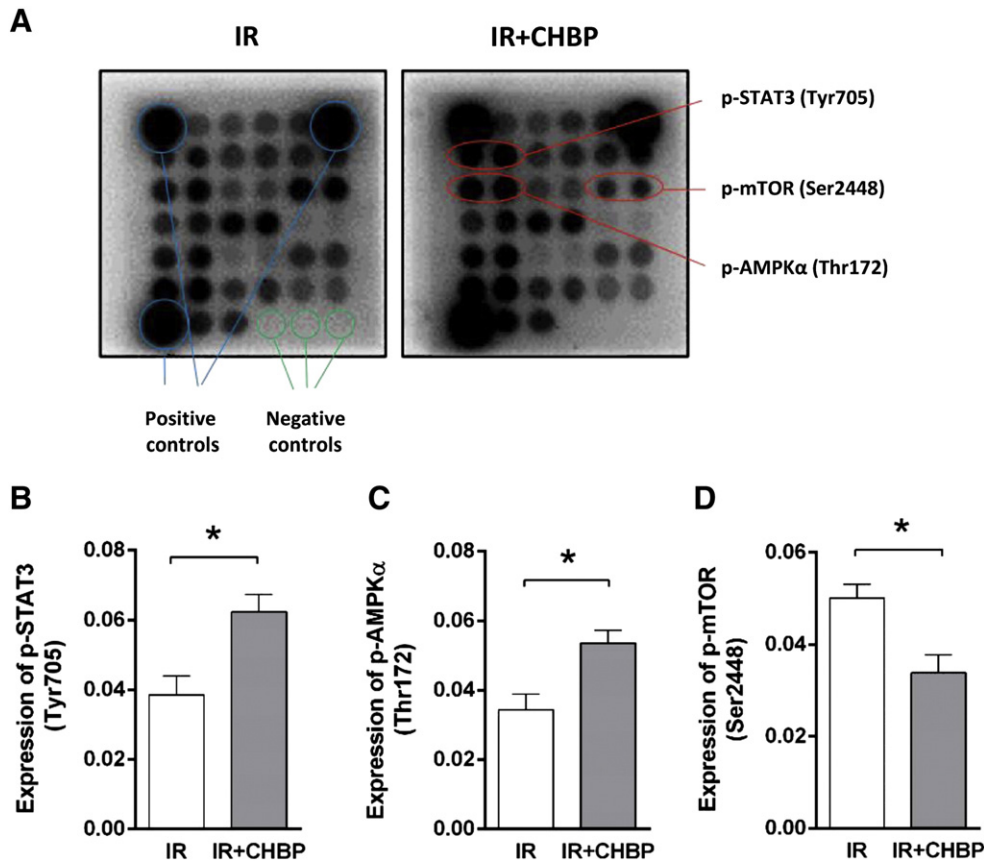 A
IR
IR+CHBP
p-STAT3 (Tyr705)
p-mTOR (Ser2448)
p-AMPKα (Thr172)
Positive
controls
Negative
controls
B
Expression of p-STAT3
(Tyr705)
0.08
0.06
0.04
0.02
0.00
*
IR
IR+CHBP
C
Expression of p-AMPKα
(Thr172)
0.08
0.06
0.04
0.02
0.00
*
IR
IR+CHBP
D
Expression of p-mTOR
(Ser2448)
0.06
0.04
0.02
0.00
*
IR
IR+CHBP